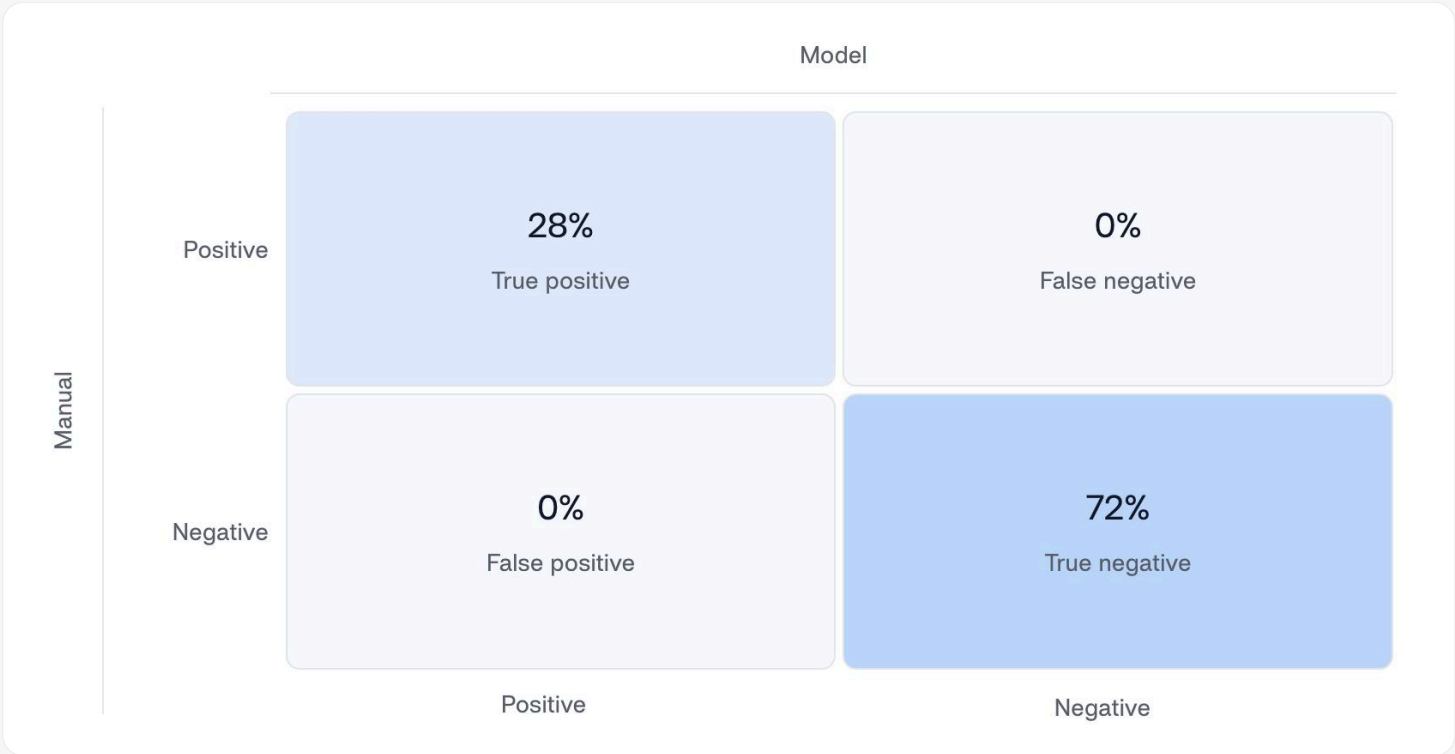 Model
Positive
28%
True positive
0%
False negative
Manual
Negative
0%
False positive
72%
True negative
Positive
Negative